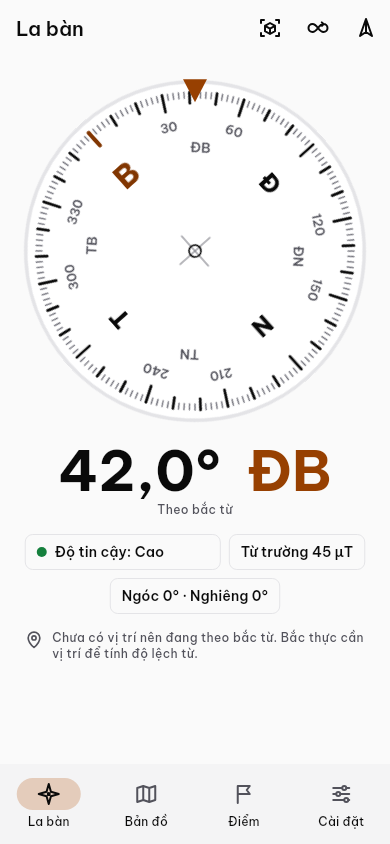 La bàn
30
ĐB
60
B
Đ
330
120
TB
ĐN
300
150
T
N
TN
240
210
42,0° ĐB
Theo bắc từ
Độ tin cậy: Cao
Từ trường 45 µT
Ngóc 0° · Nghiêng 0°
Chưa có vị trí nên đang theo bắc từ. Bắc thực cần
vị trí để tính độ lệch từ.
La bàn
Bản đồ
Điểm
Cài đặt